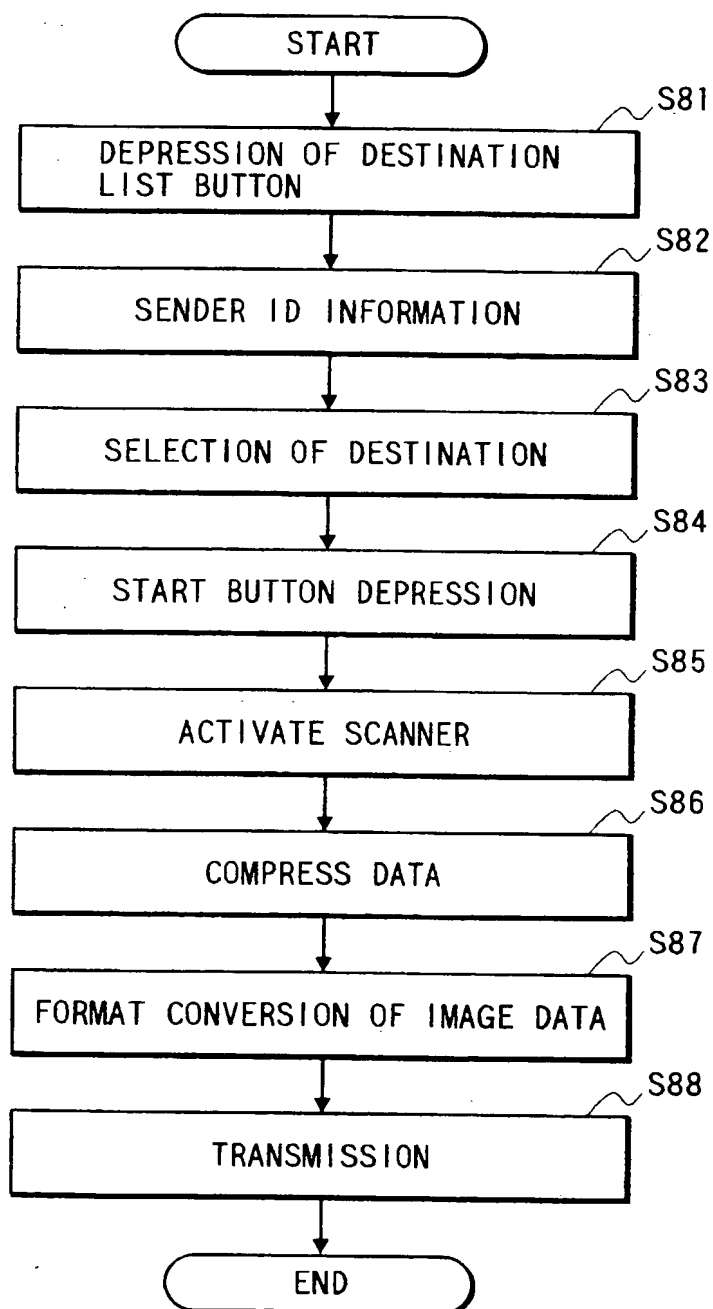 START
S81
DEPRESSION OF DESTINATION
LIST BUTTON
S82
SENDER ID INFORMATION
S83
SELECTION OF DESTINATION
S84
START BUTTON DEPRESSION
S85
ACTIVATE SCANNER
S86
COMPRESS DATA
S87
FORMAT CONVERSION OF IMAGE DATA
S88
TRANSMISSION
END